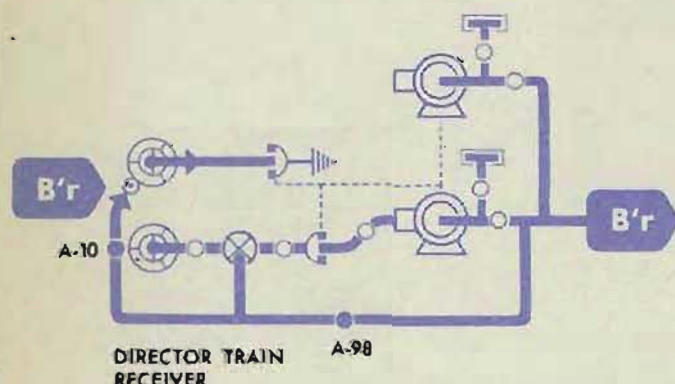 B'r
B'r
A-10
A-98
DIRECTOR TRAIN
RECEIVER